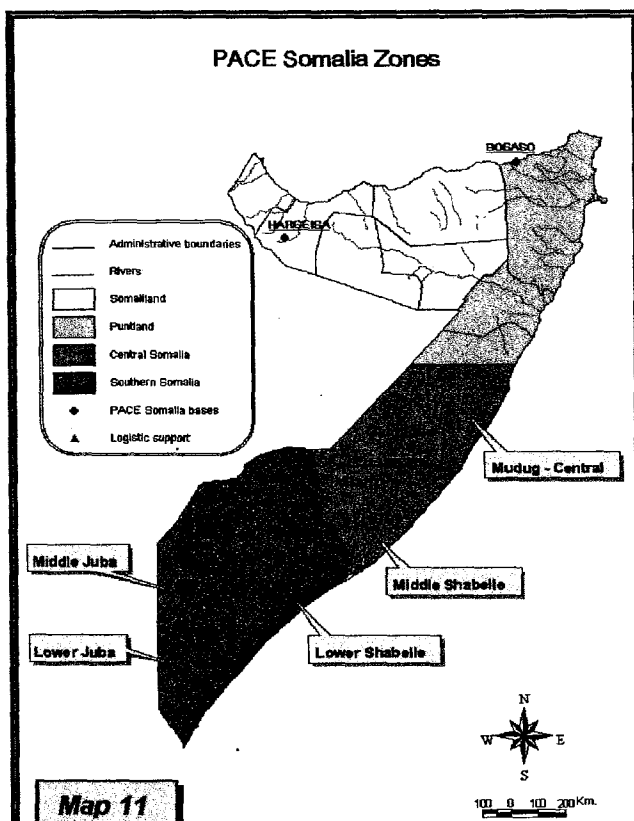 PACE Somalia Zones
BOSASO
HARGEISA
Administrative boundaries
Rivers
Somaliland
Puntland
Central Somalia
Southern Somalia
PACE Somalia bases
Logistic support
Mudug - Central
Middle Juba
Middle Shabelle
Lower Juba
Lower Shabelle
N
W E
S
Map 11
100 0 100 200 Km.